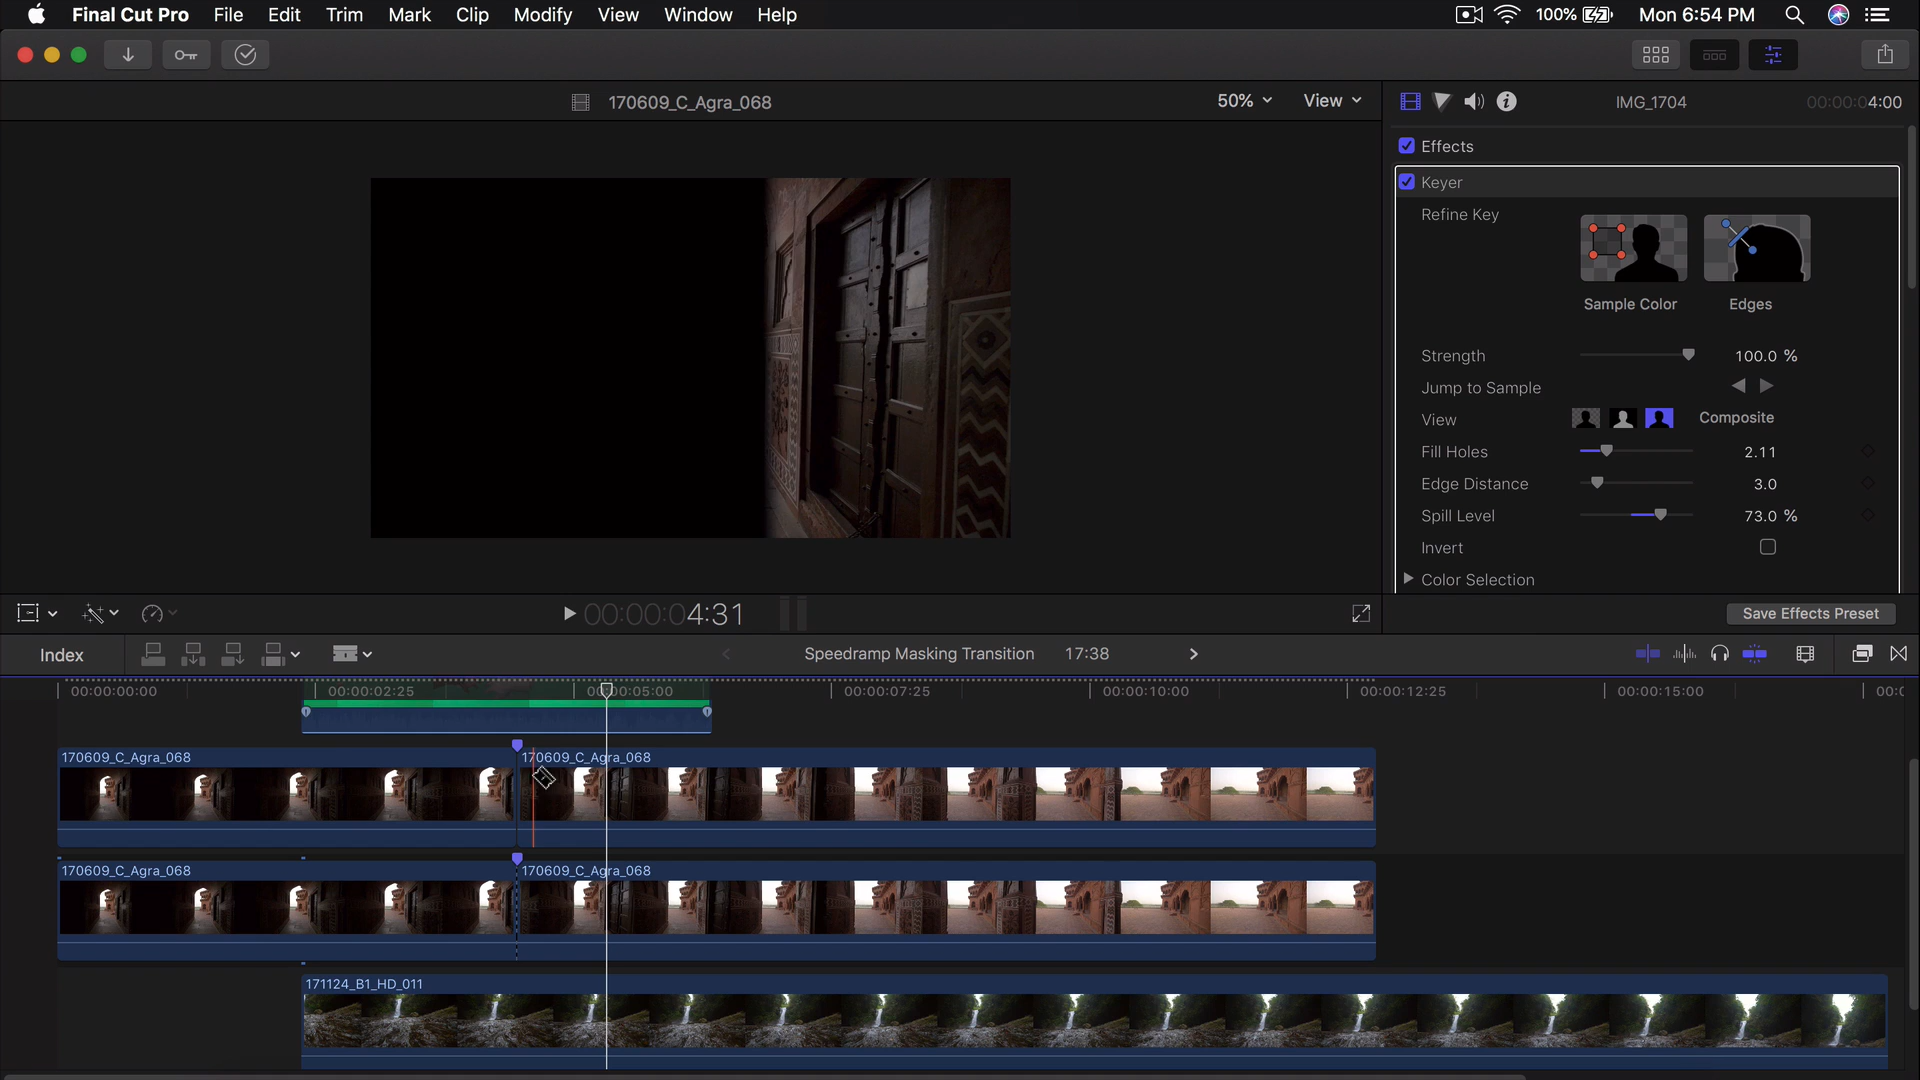 Final Cut Pro File Edit Trim Mark Clip Modify View Window Help 100% Mon 6:54 PM
170609_C_Agra_068 50% View IMG_1704 00:00:04:00
Effects
Keyer
Refine Key
Sample Color Edges
Strength 100.0 %
Jump to Sample
View Composite
Fill Holes 2.11
Edge Distance 3.0
Spill Level 73.0 %
Invert
Color Selection
00:00:04:31 Save Effects Preset
Index Speedramp Masking Transition 17:38
00:00:00:00 00:00:02:25 00:00:05:00 00:00:07:25 00:00:10:00 00:00:12:25 00:00:15:00
170609_C_Agra_068 170609_C_Agra_068
170609_C_Agra_068 170609_C_Agra_068
171124_B1_HD_011